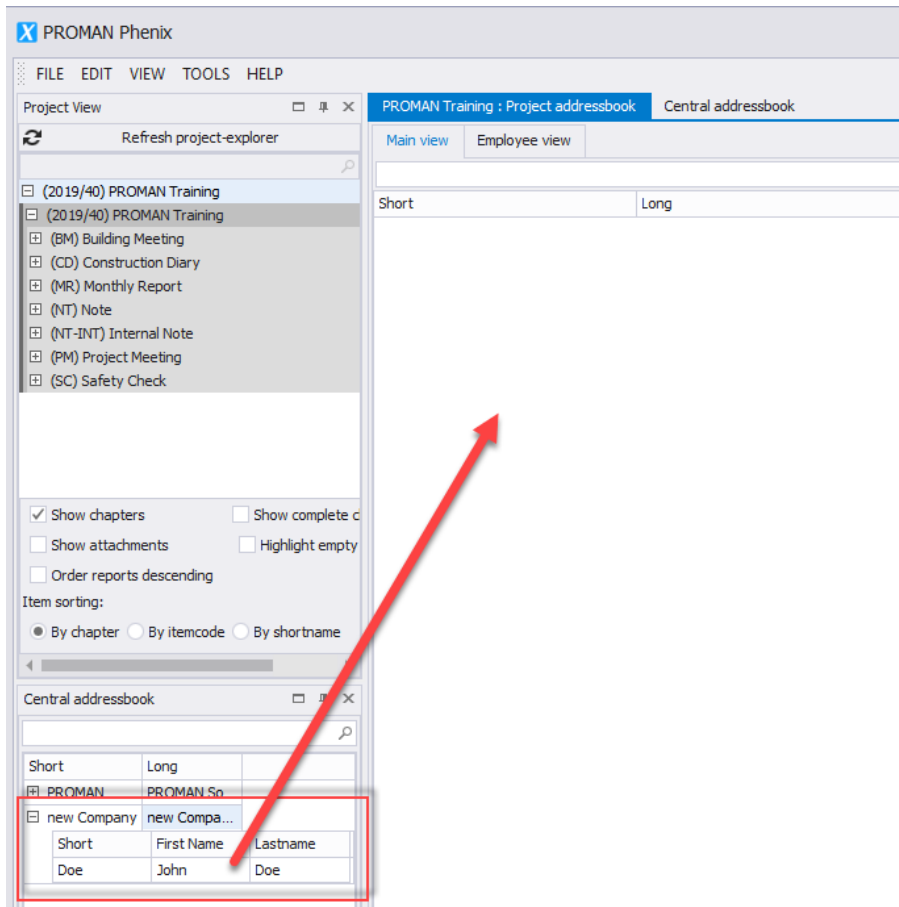 PROMAN Phenix
FILE EDIT VIEW TOOLS HELP
Project View
Refresh project-explorer
(2019/40) PROMAN Training
(2019/40) PROMAN Training
(BM) Building Meeting
(CD) Construction Diary
(MR) Monthly Report
(NT) Note
(NT-INT) Internal Note
(PM) Project Meeting
(SC) Safety Check
Show chapters Show complete c
Show attachments Highlight empty
Order reports descending
Item sorting:
By chapter By itemcode By shortname
Central addressbook
Short Long
PROMAN PROMAN So...
new Company new Compa...
Short First Name Lastname
Doe John Doe
PROMAN Training : Project addressbook Central addressbook
Main view Employee view
Short Long